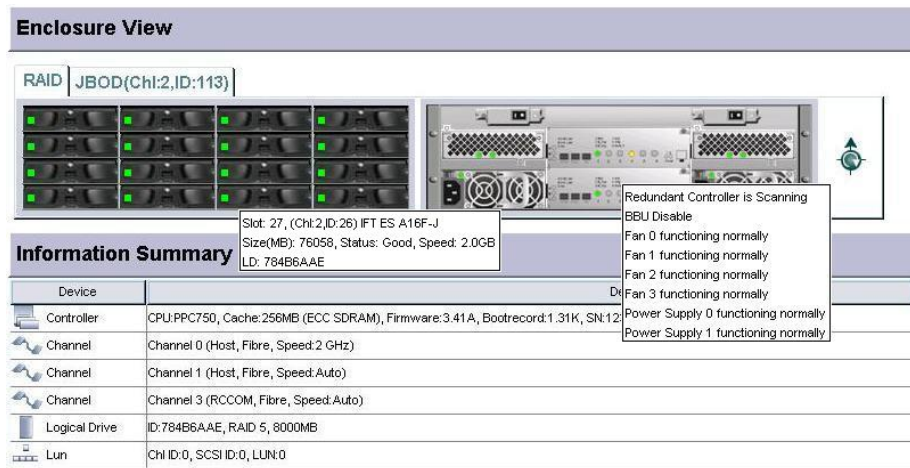 Enclosure View
RAID
JBOD(Chl:2,ID:113)
Slot: 27, (Chl:2,ID:26) IFT ES A16F-J
Size(MB): 76058, Status: Good, Speed: 2.0GB
LD: 784B6AAE
Redundant Controller is Scanning
BBU Disable
Fan 0 functioning normally
Fan 1 functioning normally
Fan 2 functioning normally
Fan 3 functioning normally
Power Supply 0 functioning normally
Power Supply 1 functioning normally
Information Summary
Device
Controller CPU:PPC750, Cache:256MB (ECC SDRAM), Firmware:3.41A, Bootrecord:1.31K, SN:12
Channel Channel 0 (Host, Fibre, Speed:2 GHz)
Channel Channel 1 (Host, Fibre, Speed:Auto)
Channel Channel 3 (RCCOM, Fibre, Speed:Auto)
Logical Drive ID:784B6AAE, RAID 5, 8000MB
Lun Chl ID:0, SCSI ID:0, LUN:0